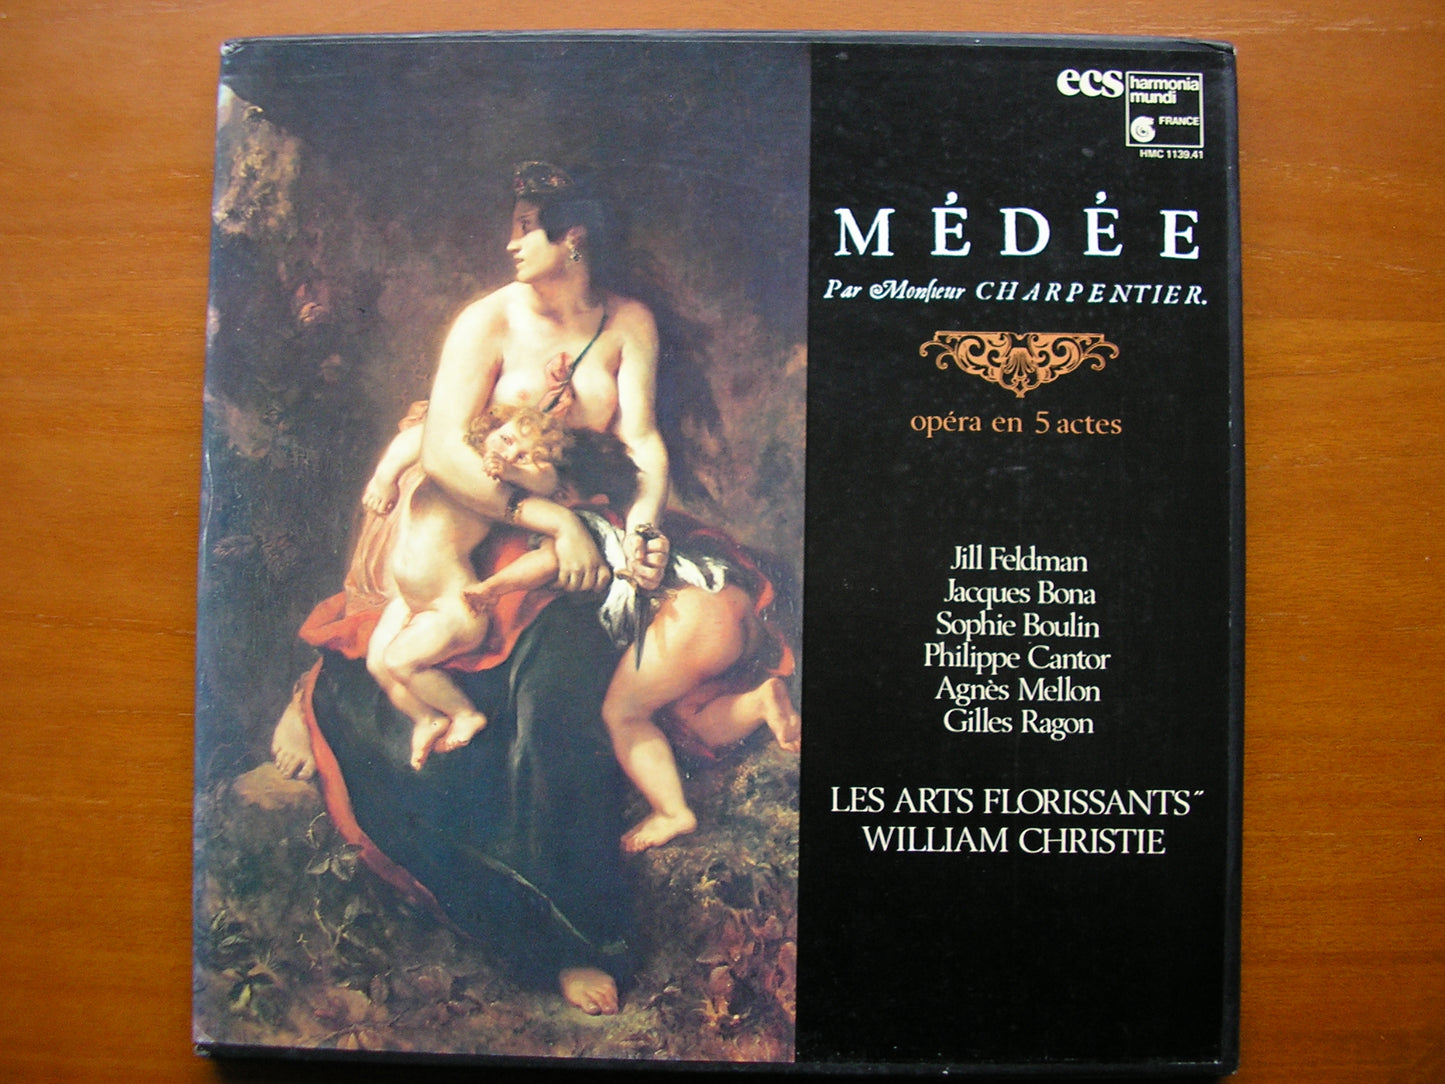 ecs
harmonia
mundi
FRANCE
HMC 1139.41
MÉDÉE
Par Monſieur CHARPENTIER.
opéra en 5 actes
Jill Feldman
Jacques Bona
Sophie Boulin
Philippe Cantor
Agnès Mellon
Gilles Ragon
LES ARTS FLORISSANTS″
WILLIAM CHRISTIE